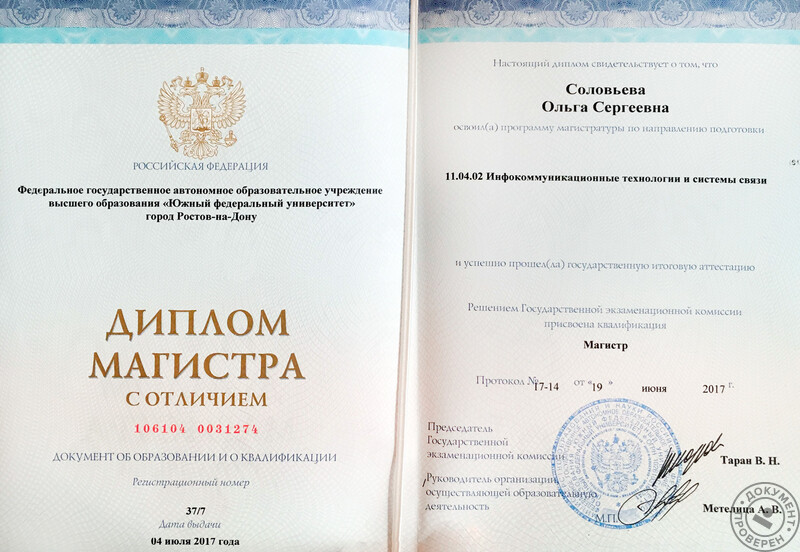 РОССИЙСКАЯ ФЕДЕРАЦИЯ
Федеральное государственное автономное образовательное учреждение
высшего образования «Южный федеральный университет»
город Ростов-на-Дону
ДИПЛОМ
МАГИСТРА
С ОТЛИЧИЕМ
106104 0031274
ДОКУМЕНТ ОБ ОБРАЗОВАНИИ И О КВАЛИФИКАЦИИ
Регистрационный номер
37/7
Дата выдачи
04 июля 2017 года
Настоящий диплом свидетельствует о том, что
Соловьева
Ольга Сергеевна
освоил(а) программу магистратуры по направлению подготовки
11.04.02 Инфокоммуникационные технологии и системы связи
и успешно прошел(ла) государственную итоговую аттестацию
Решением Государственной экзаменационной комиссии
присвоена квалификация
Магистр
Протокол № 17-14 от «19» июня 2017 г.
Председатель
Государственной
экзаменационной комиссии
Таран В. Н.
Руководитель организации,
осуществляющей образовательную
деятельность
Метелица А. В.
М.П.
ДОКУМЕНТ
ПРОВЕРЕН